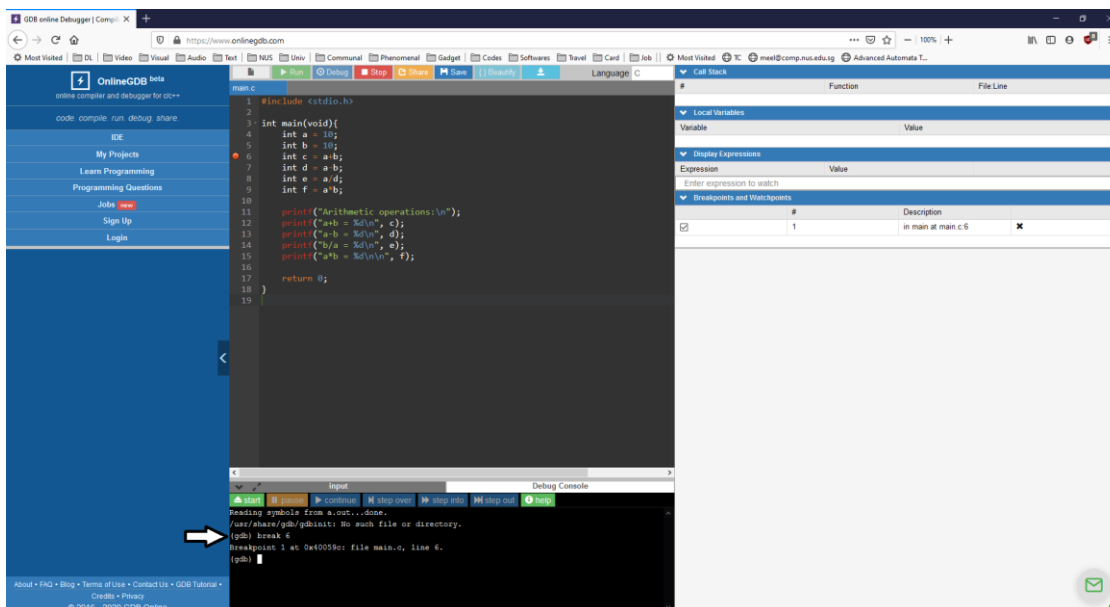 GDB online Debugger | Compil
https://www.onlinegdb.com
100%
Most Visited DL Video Visual Audio Text NUS Univ Communal Phenomenal Gadget Codes Softwares Travel Card Job Most Visited TC meel@comp.nus.edu.sg Advanced Automata T...
OnlineGDB beta
online compiler and debugger for c/c++
code. compile. run. debug. share.
IDE
My Projects
Learn Programming
Programming Questions
Jobs new
Sign Up
Login
About • FAQ • Blog • Terms of Use • Contact Us • GDB Tutorial •
Credits • Privacy
© 2016 - 2020 GDB Online
Run Debug Stop Share Save { } Beautify Language C
main.c
1 #include <stdio.h>
2
3 int main(void){
4 int a = 10;
5 int b = 10;
6 int c = a+b;
7 int d = a-b;
8 int e = a/d;
9 int f = a*b;
10
11 printf("Arithmetic operations:\n");
12 printf("a+b = %d\n", c);
13 printf("a-b = %d\n", d);
14 printf("b/a = %d\n", e);
15 printf("a*b = %d\n\n", f);
16
17 return 0;
18 }
19
input Debug Console
start pause continue step over step into step out help
Reading symbols from a.out...done.
/usr/share/gdb/gdbinit: No such file or directory.
(gdb) break 6
Breakpoint 1 at 0x40059c: file main.c, line 6.
(gdb)
Call Stack
# Function File:Line
Local Variables
Variable Value
Display Expressions
Expression Value
Enter expression to watch
Breakpoints and Watchpoints
# Description
1 in main at main.c:6